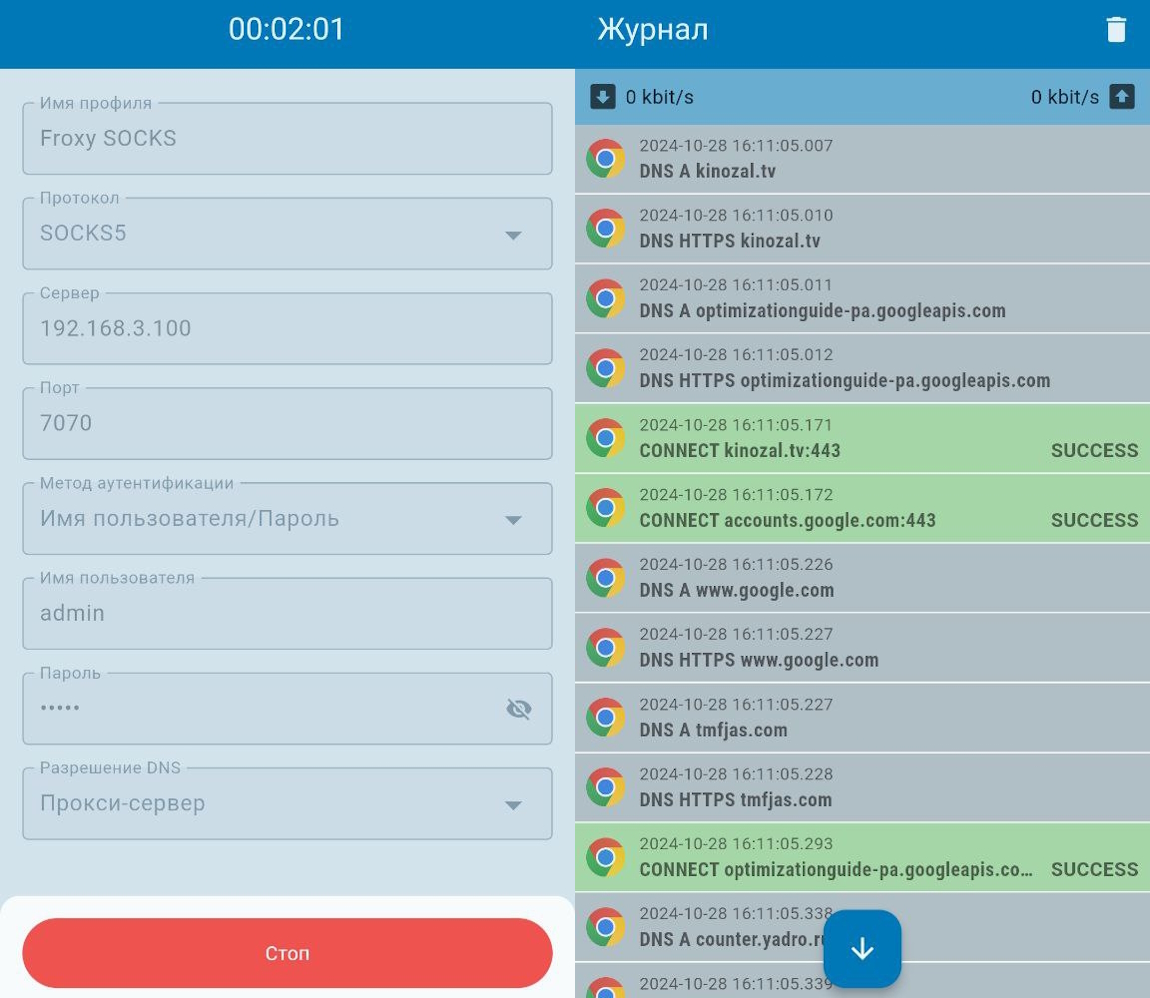 00:02:01
Имя профиля
Froxy SOCKS
Протокол
SOCKS5
Сервер
192.168.3.100
Порт
7070
Метод аутентификации
Имя пользователя/Пароль
Имя пользователя
admin
Пароль
•••••
Разрешение DNS
Прокси-сервер
Стоп
Журнал
0 kbit/s 0 kbit/s
2024-10-28 16:11:05.007
DNS A kinozal.tv
2024-10-28 16:11:05.010
DNS HTTPS kinozal.tv
2024-10-28 16:11:05.011
DNS A optimizationguide-pa.googleapis.com
2024-10-28 16:11:05.012
DNS HTTPS optimizationguide-pa.googleapis.com
2024-10-28 16:11:05.171
CONNECT kinozal.tv:443 SUCCESS
2024-10-28 16:11:05.172
CONNECT accounts.google.com:443 SUCCESS
2024-10-28 16:11:05.226
DNS A www.google.com
2024-10-28 16:11:05.227
DNS HTTPS www.google.com
2024-10-28 16:11:05.227
DNS A tmfjas.com
2024-10-28 16:11:05.228
DNS HTTPS tmfjas.com
2024-10-28 16:11:05.293
CONNECT optimizationguide-pa.googleapis.co... SUCCESS
2024-10-28 16:11:05.338
DNS A counter.yadro.ru
2024-10-28 16:11:05.339